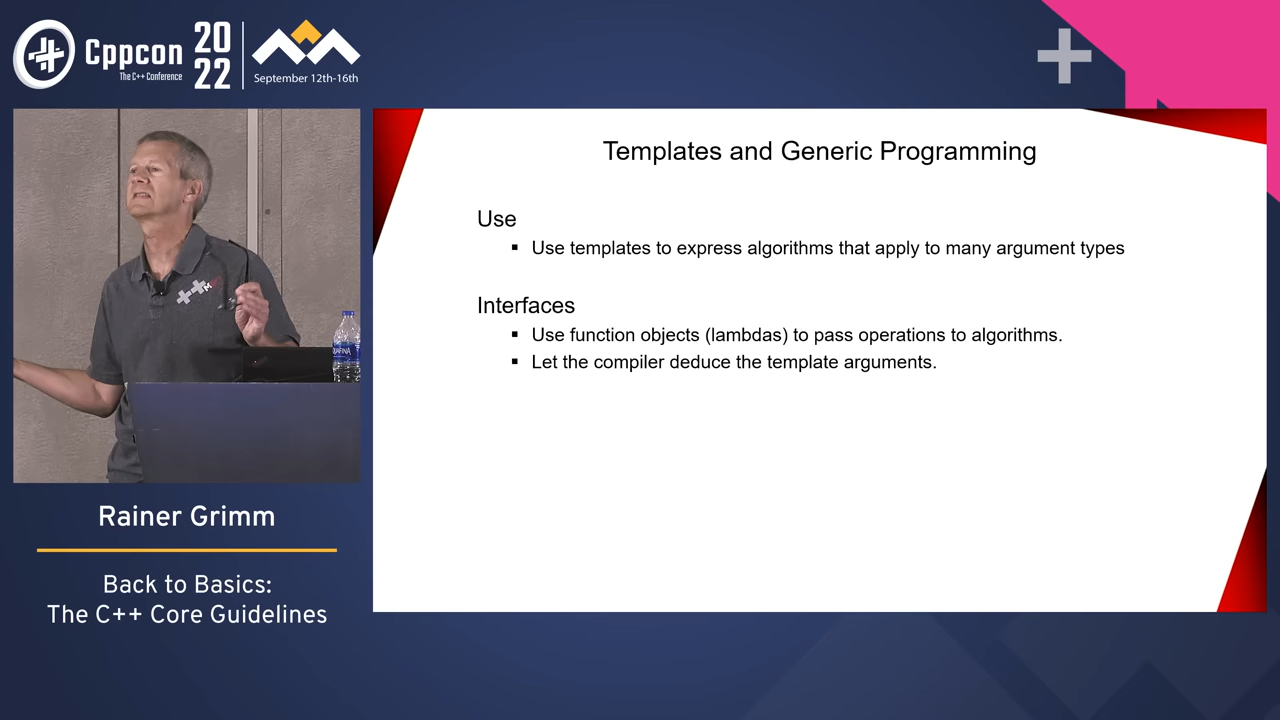 Cppcon
The C++ Conference
20
22
September 12th-16th
Templates and Generic Programming
Use
▪ Use templates to express algorithms that apply to many argument types
Interfaces
▪ Use function objects (lambdas) to pass operations to algorithms.
▪ Let the compiler deduce the template arguments.
AQUAFINA
Rainer Grimm
Back to Basics:
The C++ Core Guidelines